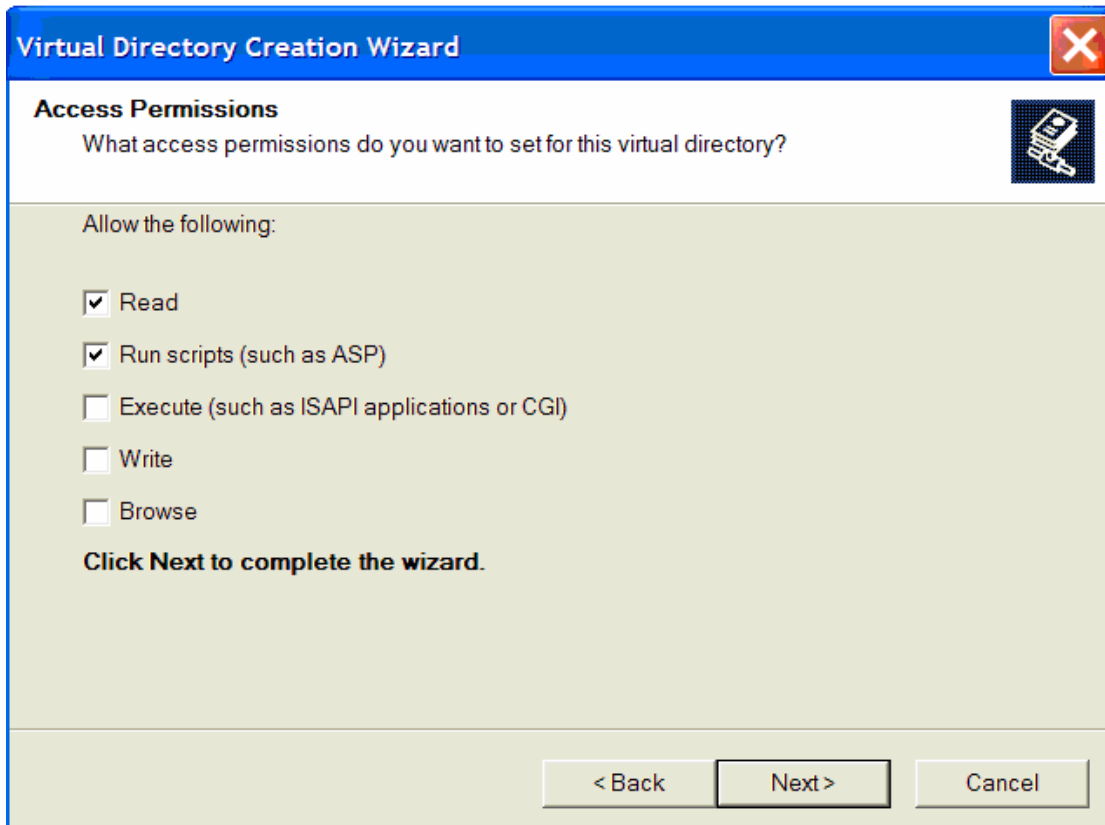 Virtual Directory Creation Wizard
Access Permissions
What access permissions do you want to set for this virtual directory?
Allow the following:
Read
Run scripts (such as ASP)
Execute (such as ISAPI applications or CGI)
Write
Browse
Click Next to complete the wizard.
< Back Next > Cancel